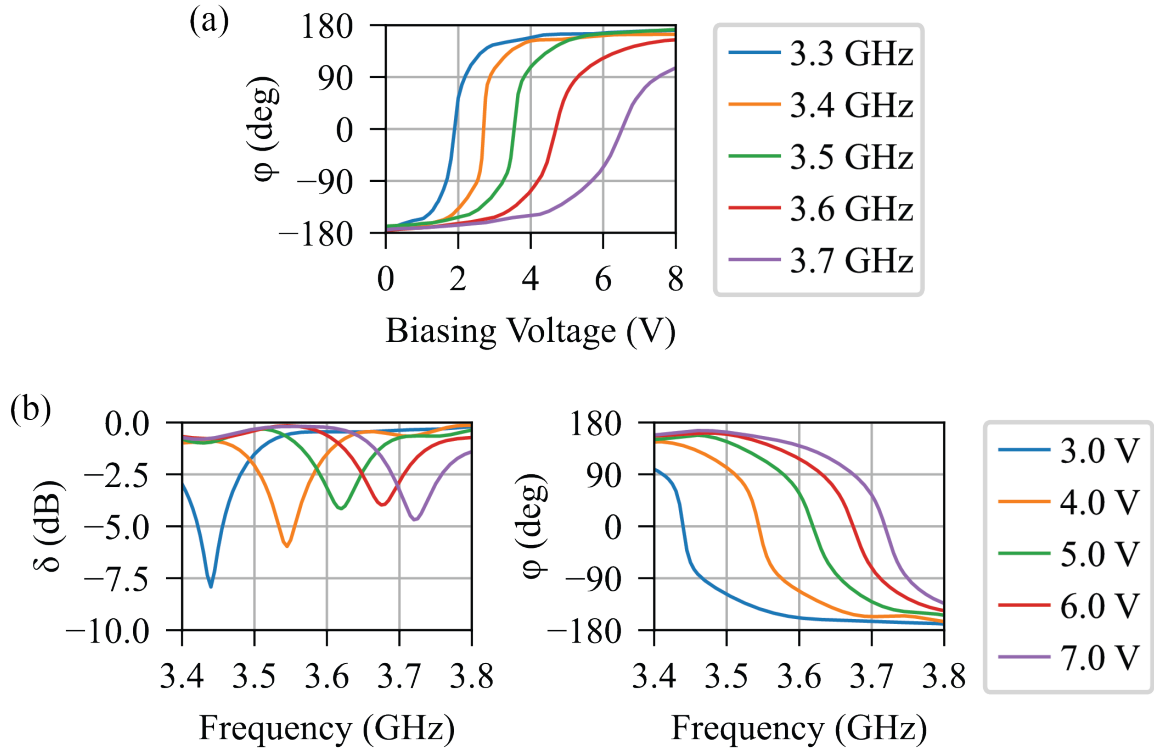 (a)
180
90
0
−90
−180
φ (deg)
0 2 4 6 8
Biasing Voltage (V)
3.3 GHz
3.4 GHz
3.5 GHz
3.6 GHz
3.7 GHz
(b)
0.0
−2.5
−5.0
−7.5
−10.0
δ (dB)
3.4 3.5 3.6 3.7 3.8
Frequency (GHz)
180
90
0
−90
−180
φ (deg)
3.4 3.5 3.6 3.7 3.8
Frequency (GHz)
3.0 V
4.0 V
5.0 V
6.0 V
7.0 V